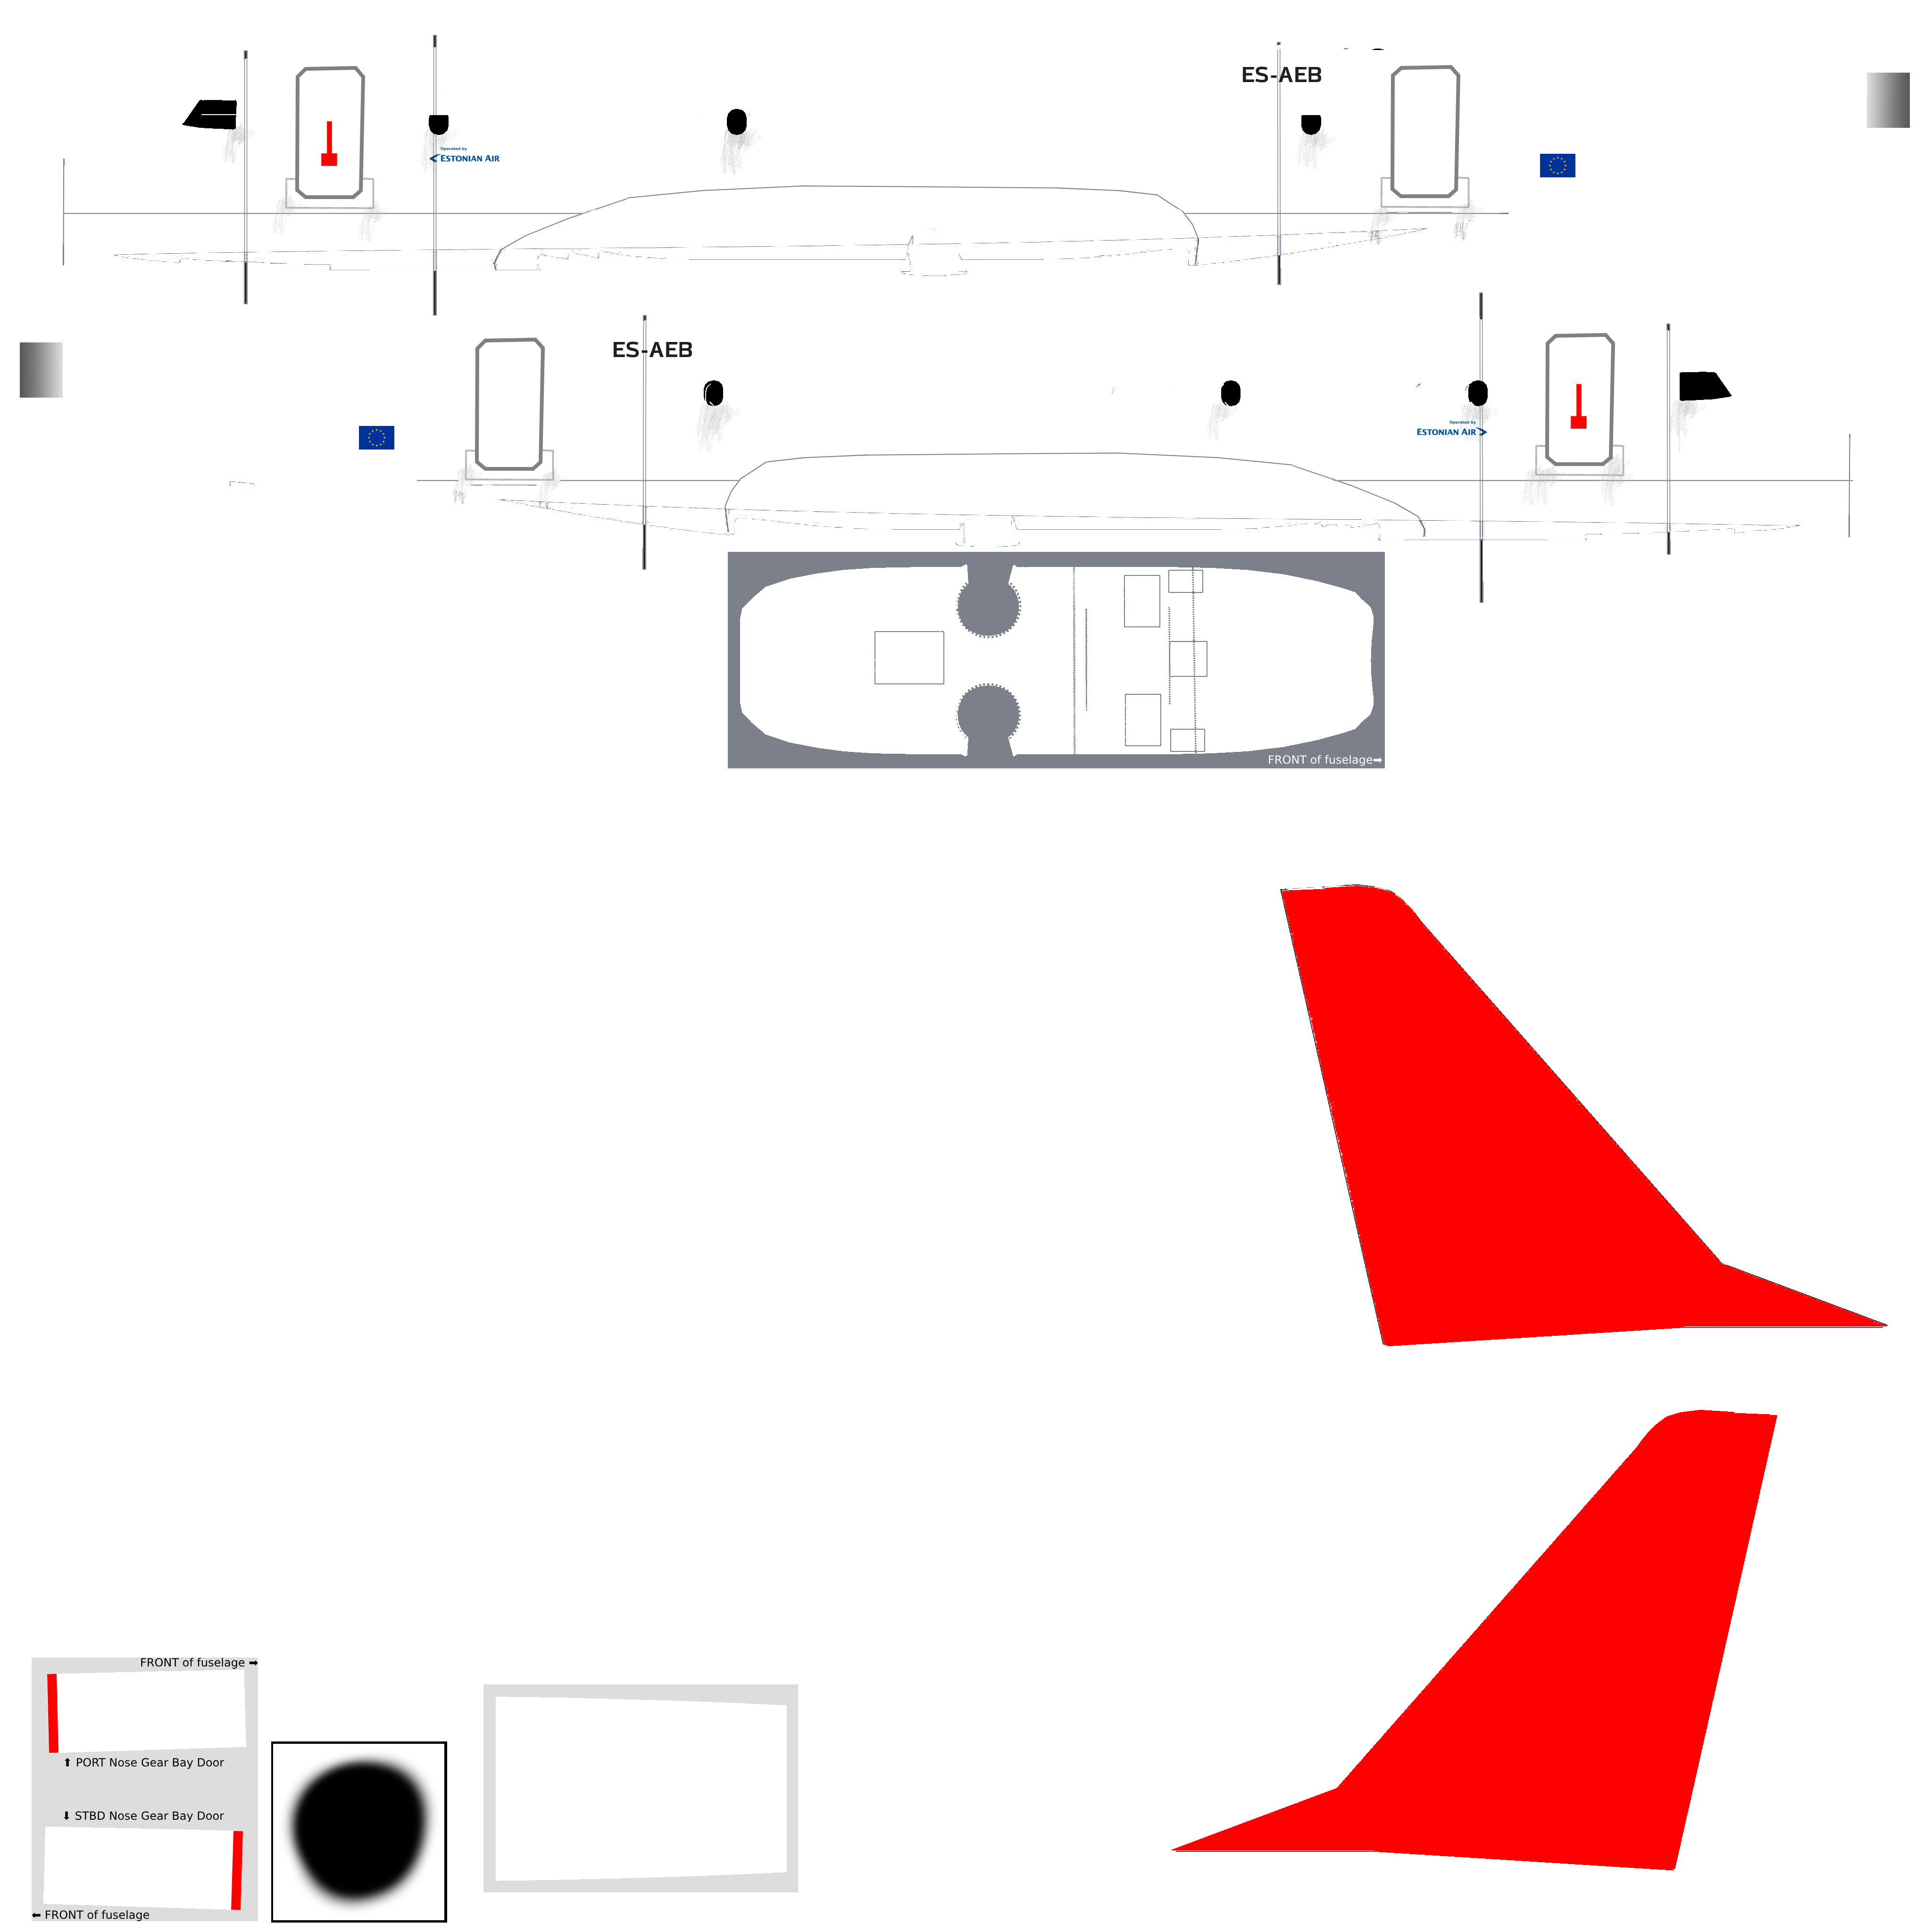 ES-AEB
Operated by
ESTONIAN AIR
ES-AEB
Operated by
ESTONIAN AIR
FRONT of fuselage➡
FRONT of fuselage ➡
⬆ PORT Nose Gear Bay Door
⬇ STBD Nose Gear Bay Door
⬅ FRONT of fuselage